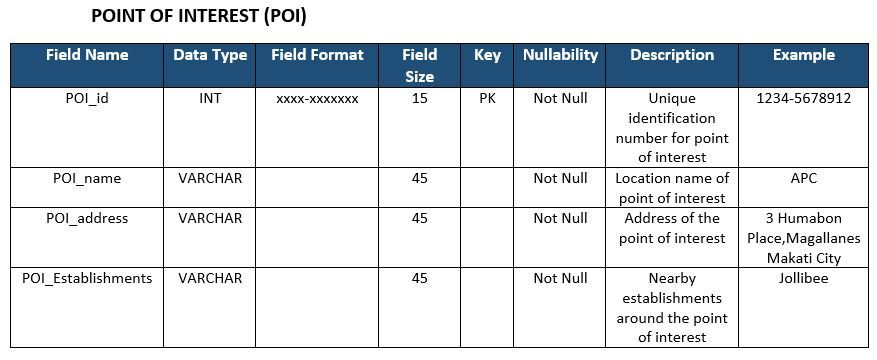 POINT OF INTEREST (POI)
Field Name Data Type Field Format Field Size Key Nullability Description Example
POI_id INT xxxx-xxxxxxx 15 PK Not Null Unique identification number for point of interest 1234-5678912
POI_name VARCHAR 45 Not Null Location name of point of interest APC
POI_address VARCHAR 45 Not Null Address of the point of interest 3 Humabon Place,Magallanes Makati City
POI_Establishments VARCHAR 45 Not Null Nearby establishments around the point of interest Jollibee